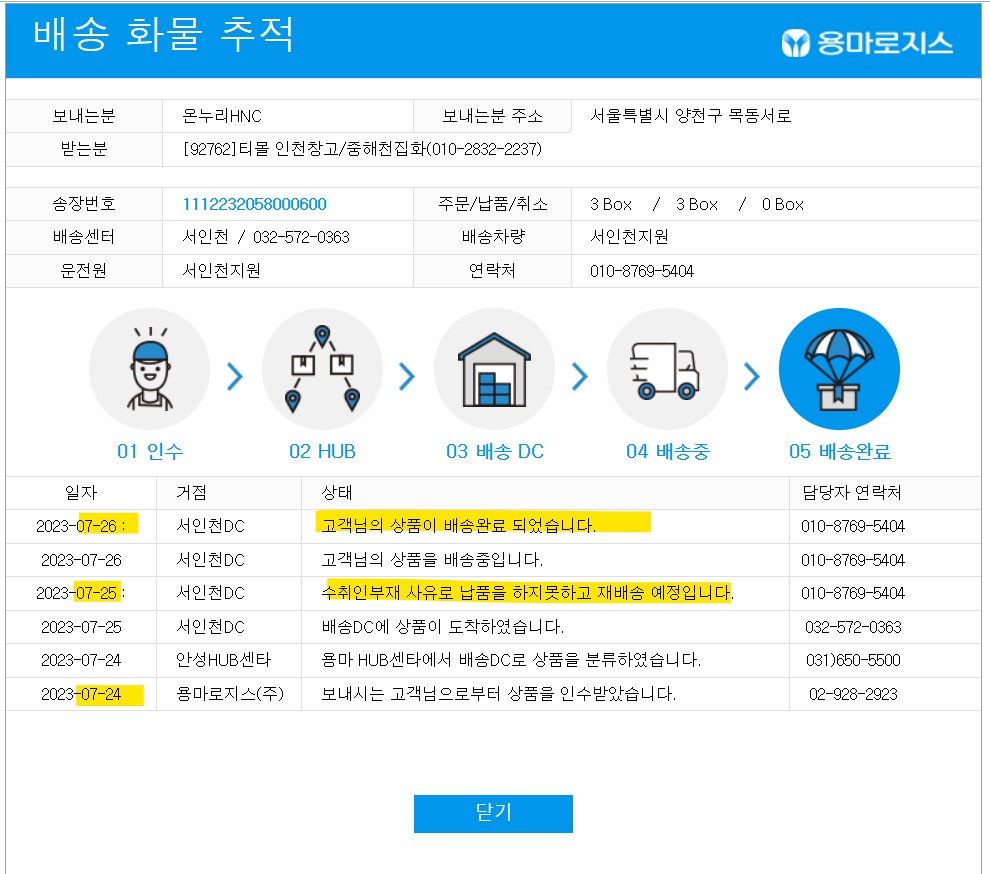 배송 화물 추적
용마로지스
보내는분 온누리HNC 보내는분 주소 서울특별시 양천구 목동서로
받는분 [92762]티몰 인천창고/중해천집화(010-2832-2237)
송장번호 1112232058000600 주문/납품/취소 3 Box / 3 Box / 0 Box
배송센터 서인천 / 032-572-0363 배송차량 서인천지원
운전원 서인천지원 연락처 010-8769-5404
01 인수 02 HUB 03 배송 DC 04 배송중 05 배송완료
일자 거점 상태 담당자 연락처
2023-07-26 : 서인천DC 고객님의 상품이 배송완료 되었습니다. 010-8769-5404
2023-07-26 서인천DC 고객님의 상품을 배송중입니다. 010-8769-5404
2023-07-25 : 서인천DC 수취인부재 사유로 납품을 하지못하고 재배송 예정입니다. 010-8769-5404
2023-07-25 서인천DC 배송DC에 상품이 도착하였습니다. 032-572-0363
2023-07-24 안성HUB센타 용마 HUB센타에서 배송DC로 상품을 분류하였습니다. 031)650-5500
2023-07-24 용마로지스(주) 보내시는 고객님으로부터 상품을 인수받았습니다. 02-928-2923
닫기